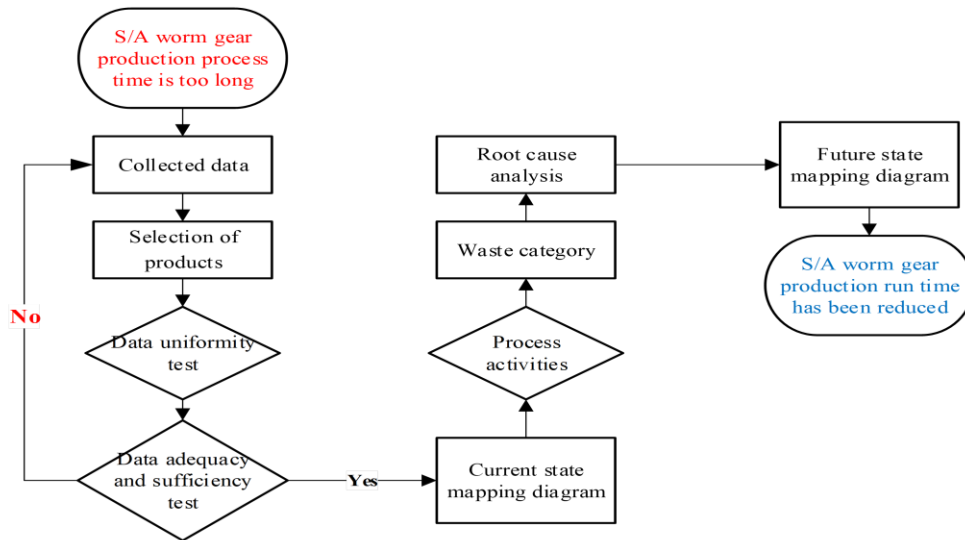 S/A worm gear
production process
time is too long
Collected data
Selection of
products
Data uniformity
test
Data adequacy
and sufficiency
test
No
Yes
Current state
mapping diagram
Process
activities
Waste category
Root cause
analysis
Future state
mapping diagram
S/A worm gear
production run time
has been reduced